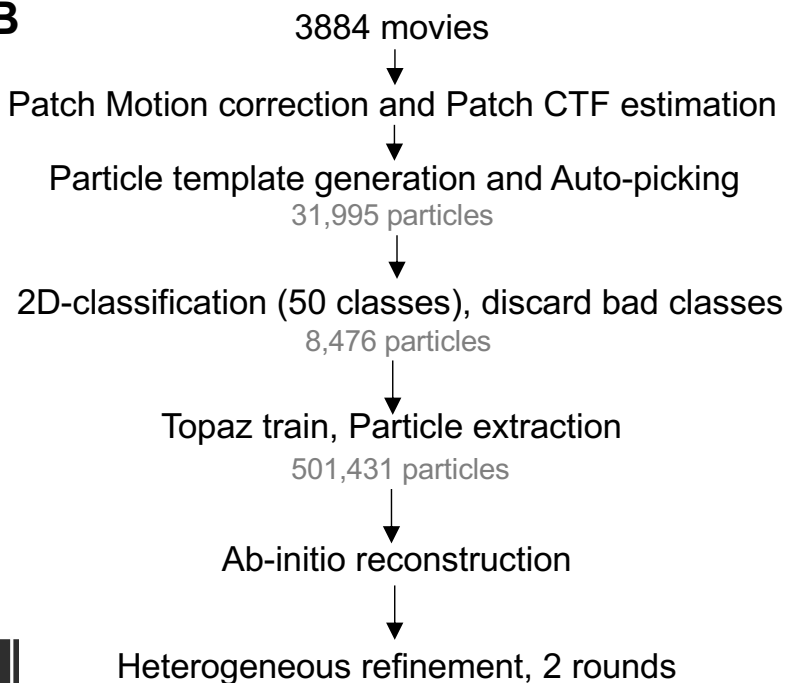 B
3884 movies
Patch Motion correction and Patch CTF estimation
Particle template generation and Auto-picking
31,995 particles
2D-classification (50 classes), discard bad classes
8,476 particles
Topaz train, Particle extraction
501,431 particles
Ab-initio reconstruction
Heterogeneous refinement, 2 rounds